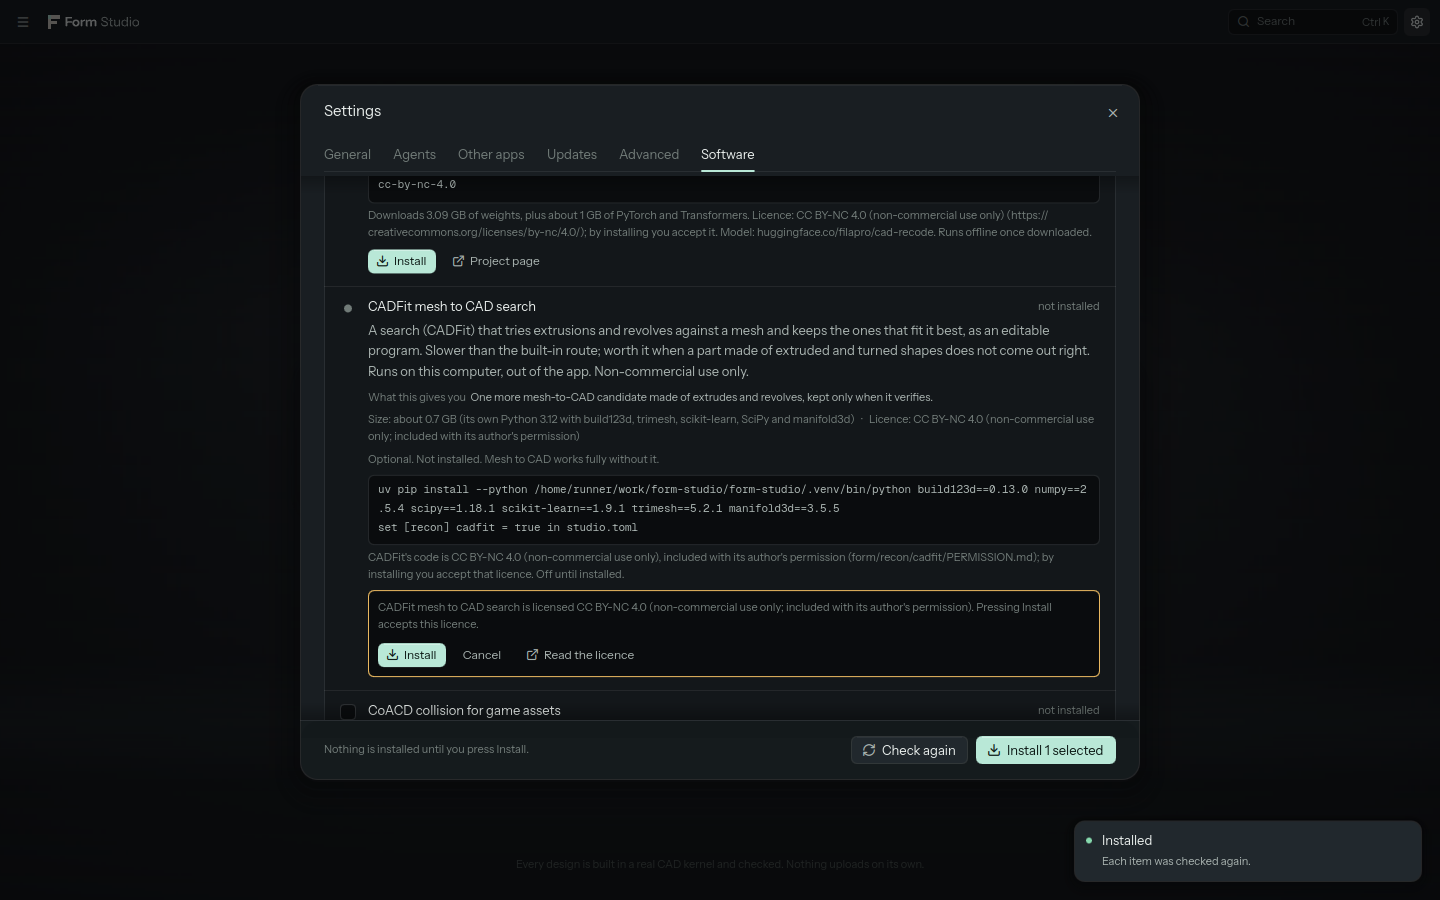 Form Studio
Search
Ctrl K
Settings
General
Agents
Other apps
Updates
Advanced
Software
cc-by-nc-4.0
Downloads 3.09 GB of weights, plus about 1 GB of PyTorch and Transformers. Licence: CC BY-NC 4.0 (non-commercial use only) (https://
creativecommons.org/licenses/by-nc/4.0/); by installing you accept it. Model: huggingface.co/filapro/cad-recode. Runs offline once downloaded.
Install
Project page
CADFit mesh to CAD search
not installed
A search (CADFit) that tries extrusions and revolves against a mesh and keeps the ones that fit it best, as an editable
program. Slower than the built-in route; worth it when a part made of extruded and turned shapes does not come out right.
Runs on this computer, out of the app. Non-commercial use only.
What this gives you One more mesh-to-CAD candidate made of extrudes and revolves, kept only when it verifies.
Size: about 0.7 GB (its own Python 3.12 with build123d, trimesh, scikit-learn, SciPy and manifold3d) · Licence: CC BY-NC 4.0 (non-commercial use
only; included with its author's permission)
Optional. Not installed. Mesh to CAD works fully without it.
uv pip install --python /home/runner/work/form-studio/form-studio/.venv/bin/python build123d==0.13.0 numpy==2
.5.4 scipy==1.18.1 scikit-learn==1.9.1 trimesh==5.2.1 manifold3d==3.5.5
set [recon] cadfit = true in studio.toml
CADFit's code is CC BY-NC 4.0 (non-commercial use only), included with its author's permission (form/recon/cadfit/PERMISSION.md); by
installing you accept that licence. Off until installed.
CADFit mesh to CAD search is licensed CC BY-NC 4.0 (non-commercial use only; included with its author's permission). Pressing Install
accepts this licence.
Install
Cancel
Read the licence
CoACD collision for game assets
not installed
Nothing is installed until you press Install.
Check again
Install 1 selected
Installed
Each item was checked again.
Every design is built in a real CAD kernel and checked. Nothing uploads on its own.